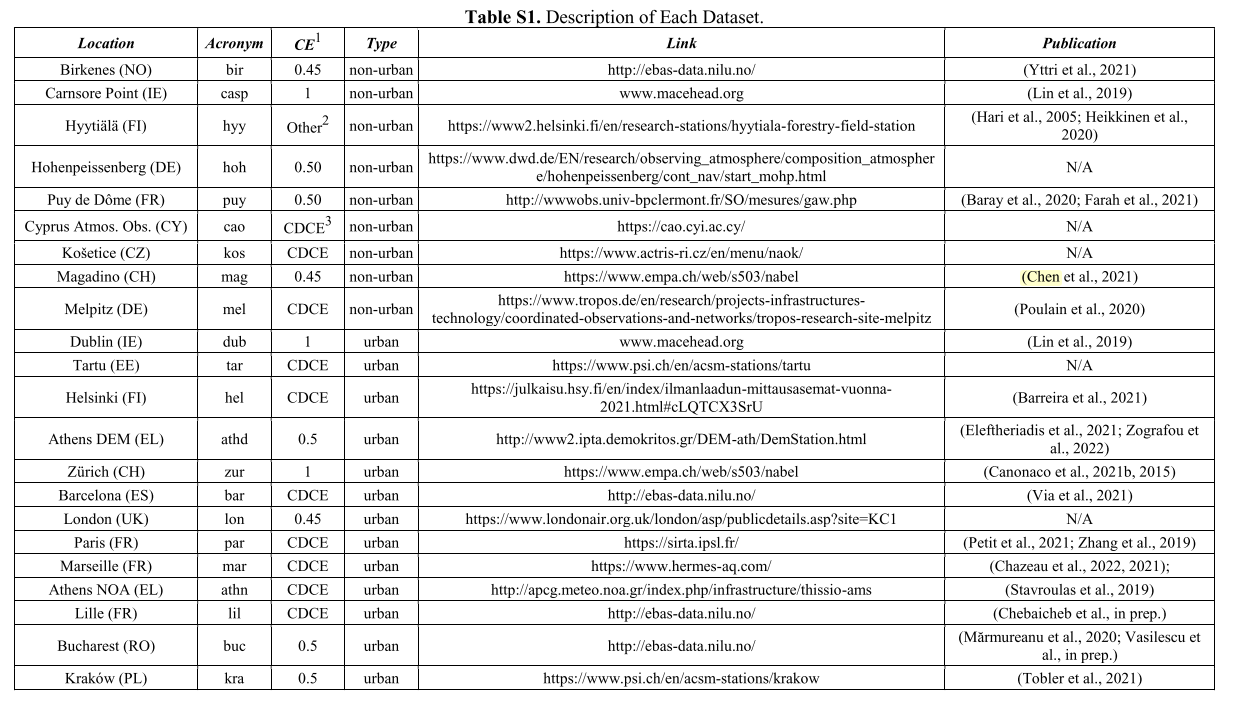 Table S1. Description of Each Dataset.
Location Acronym CE1 Type Link Publication
Birkenes (NO) bir 0.45 non-urban http://ebas-data.nilu.no/ (Yttri et al., 2021)
Carnsore Point (IE) casp 1 non-urban www.macehead.org (Lin et al., 2019)
Hyytiälä (FI) hyy Other2 non-urban https://www2.helsinki.fi/en/research-stations/hyytiala-forestry-field-station (Hari et al., 2005; Heikkinen et al.,
2020)
Hohenpeissenberg (DE) hoh 0.50 non-urban https://www.dwd.de/EN/research/observing_atmosphere/composition_atmospher
e/hohenpeissenberg/cont_nav/start_mohp.html N/A
Puy de Dôme (FR) puy 0.50 non-urban http://wwwobs.univ-bpclermont.fr/SO/mesures/gaw.php (Baray et al., 2020; Farah et al., 2021)
Cyprus Atmos. Obs. (CY) cao CDCE3 non-urban https://cao.cyi.ac.cy/ N/A
Košetice (CZ) kos CDCE non-urban https://www.actris-ri.cz/en/menu/naok/ N/A
Magadino (CH) mag 0.45 non-urban https://www.empa.ch/web/s503/nabel (Chen et al., 2021)
Melpitz (DE) mel CDCE non-urban https://www.tropos.de/en/research/projects-infrastructures-
technology/coordinated-observations-and-networks/tropos-research-site-melpitz (Poulain et al., 2020)
Dublin (IE) dub 1 urban www.macehead.org (Lin et al., 2019)
Tartu (EE) tar CDCE urban https://www.psi.ch/en/acsm-stations/tartu N/A
Helsinki (FI) hel CDCE urban https://julkaisu.hsy.fi/en/index/ilmanlaadun-mittausasemat-vuonna-
2021.html#cLQTCX3SrU (Barreira et al., 2021)
Athens DEM (EL) athd 0.5 urban http://www2.ipta.demokritos.gr/DEM-ath/DemStation.html (Eleftheriadis et al., 2021; Zografou et
al., 2022)
Zürich (CH) zur 1 urban https://www.empa.ch/web/s503/nabel (Canonaco et al., 2021b, 2015)
Barcelona (ES) bar CDCE urban http://ebas-data.nilu.no/ (Via et al., 2021)
London (UK) lon 0.45 urban https://www.londonair.org.uk/london/asp/publicdetails.asp?site=KC1 N/A
Paris (FR) par CDCE urban https://sirta.ipsl.fr/ (Petit et al., 2021; Zhang et al., 2019)
Marseille (FR) mar CDCE urban https://www.hermes-aq.com/ (Chazeau et al., 2022, 2021);
Athens NOA (EL) athn CDCE urban http://apcg.meteo.noa.gr/index.php/infrastructure/thissio-ams (Stavroulas et al., 2019)
Lille (FR) lil CDCE urban http://ebas-data.nilu.no/ (Chebaicheb et al., in prep.)
Bucharest (RO) buc 0.5 urban http://ebas-data.nilu.no/ (Mărmureanu et al., 2020; Vasilescu et
al., in prep.)
Kraków (PL) kra 0.5 urban https://www.psi.ch/en/acsm-stations/krakow (Tobler et al., 2021)